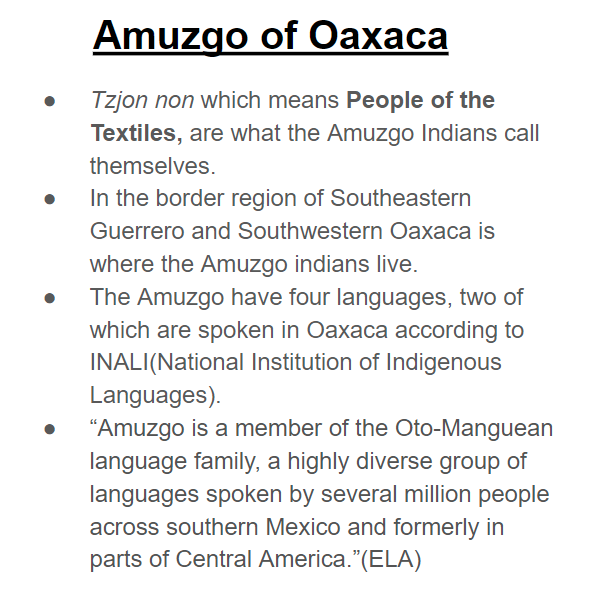 Amuzgo of Oaxaca
● Tzjon non which means People of the
Textiles, are what the Amuzgo Indians call
themselves.
● In the border region of Southeastern
Guerrero and Southwestern Oaxaca is
where the Amuzgo indians live.
● The Amuzgo have four languages, two of
which are spoken in Oaxaca according to
INALI(National Institution of Indigenous
Languages).
● “Amuzgo is a member of the Oto-Manguean
language family, a highly diverse group of
languages spoken by several million people
across southern Mexico and formerly in
parts of Central America.”(ELA)